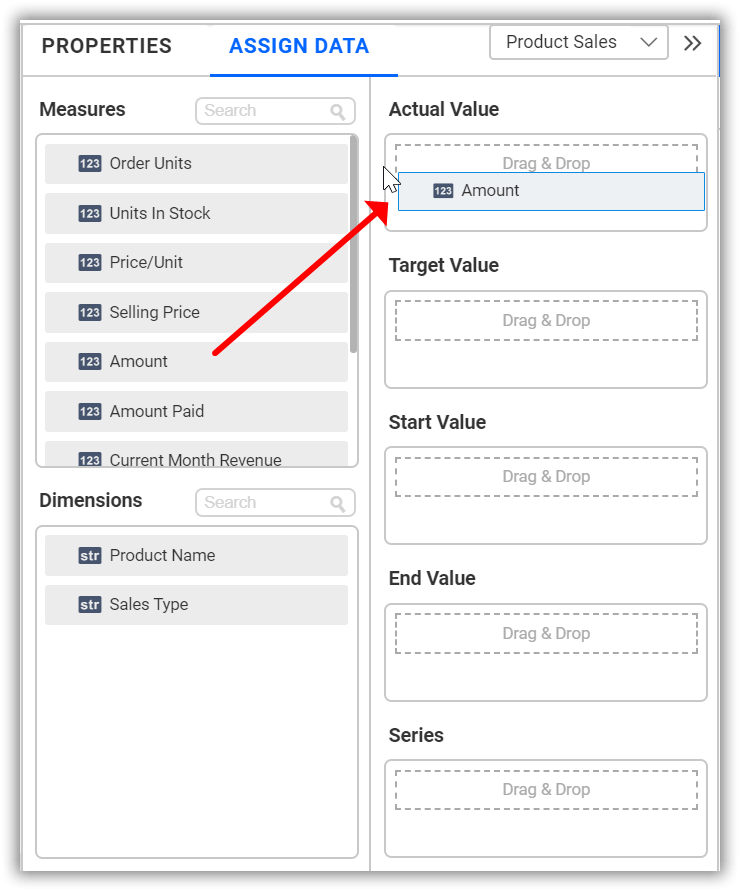 PROPERTIES
ASSIGN DATA
Product Sales
Measures
Search
123 Order Units
123 Units In Stock
123 Price/Unit
123 Selling Price
123 Amount
123 Amount Paid
123 Current Month Revenue
Dimensions
Search
str Product Name
str Sales Type
Actual Value
Drag & Drop
123 Amount
Target Value
Drag & Drop
Start Value
Drag & Drop
End Value
Drag & Drop
Series
Drag & Drop